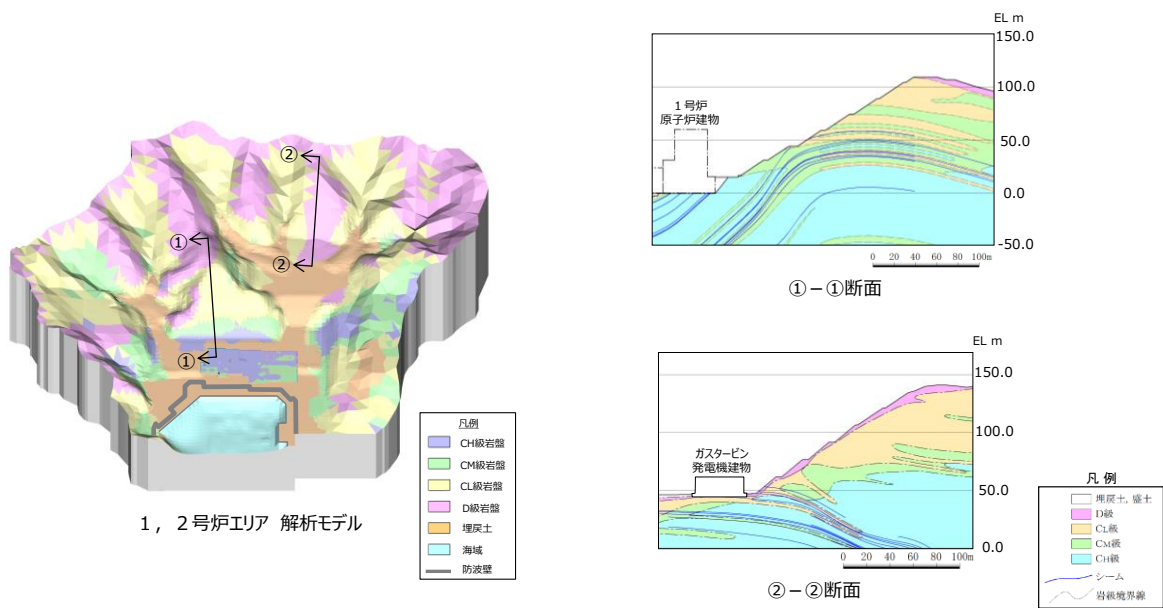 ②
①
②
①
凡例
CH級岩盤
CM級岩盤
CL級岩盤
D級岩盤
埋戻土
海域
防波壁
1，2号炉エリア 解析モデル
EL m
150.0
100.0
50.0
0.0
-50.0
1号炉
原子炉建物
0 20 40 60 80 100m
①－①断面
EL m
150.0
100.0
50.0
0.0
ガスタービン
発電機建物
0 20 40 60 80 100m
②－②断面
凡 例
埋戻土, 盛土
D級
CL級
CM級
CH級
シーム
岩級境界線